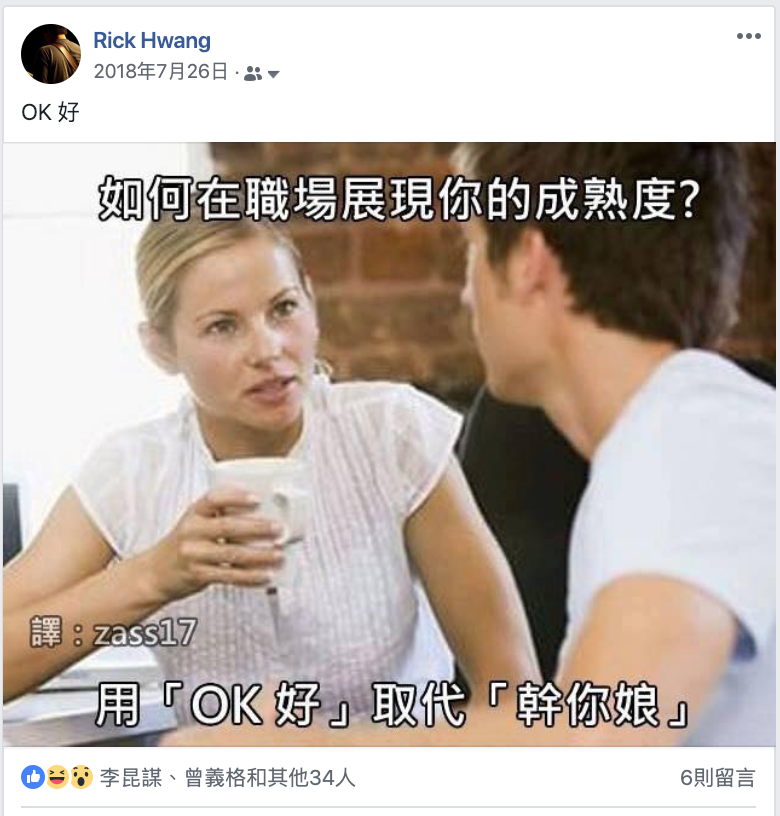 Rick Hwang
2018年7月26日 ·
OK 好
如何在職場展現你的成熟度?
譯：zass17
用「OK 好」取代「幹你娘」
李昆謀、曾義格和其他34人
6則留言